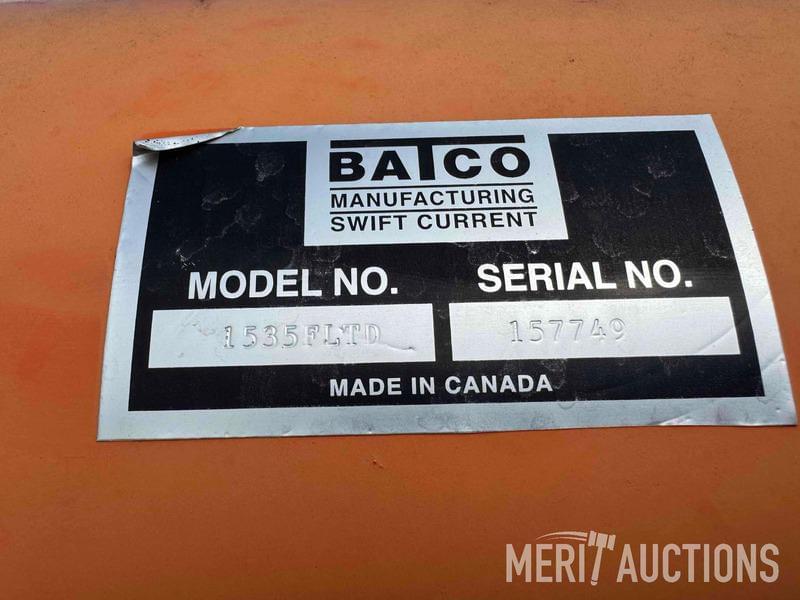 BATCO
MANUFACTURING
SWIFT CURRENT
MODEL NO. SERIAL NO.
1535FLTD 157749
MADE IN CANADA
MERIT AUCTIONS